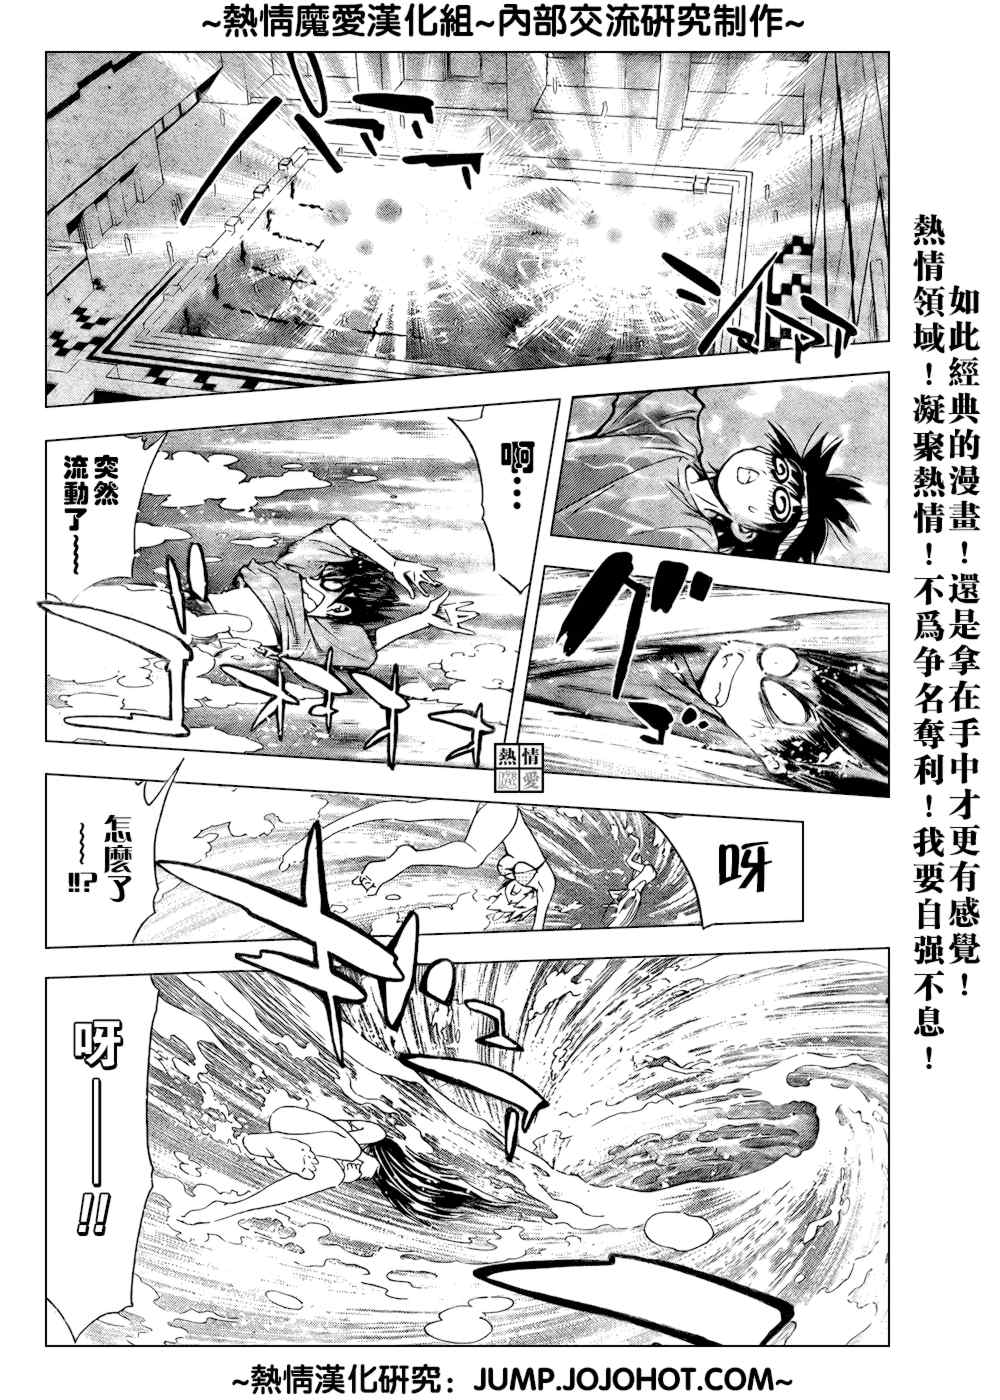 ~熱情魔愛漢化組~內部交流研究制作~
如此經典的漫畫！還是拿在手中才更有感覺！
熱情領域！凝聚熱情！不爲争名奪利！我要自强不息！
啊…
突然
流動了~~
熱情
魔愛
呀
怎麼了
~~!!?
呀——!!
~熱情漢化研究：JUMP.JOJOHOT.COM~